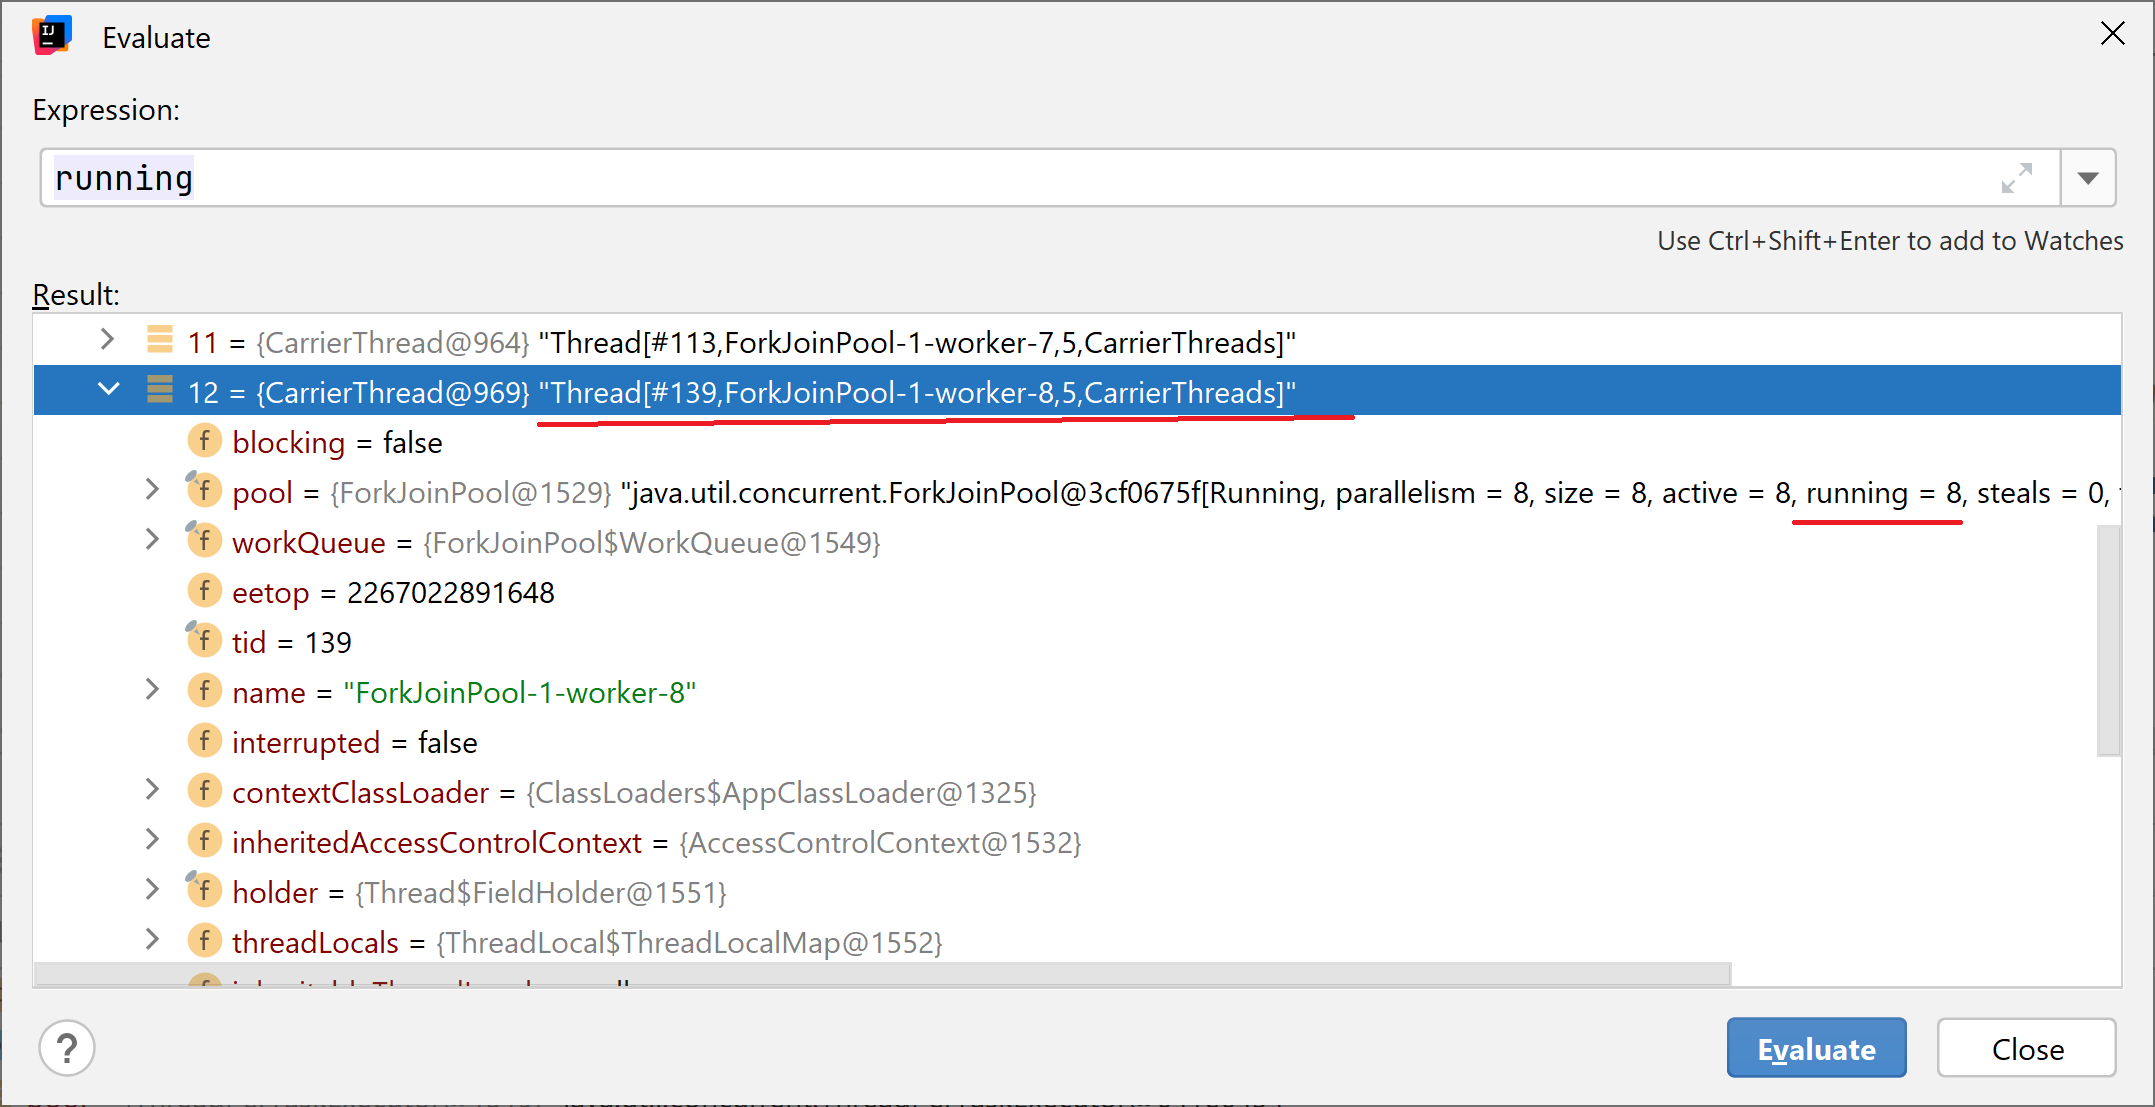 IJ
Evaluate
Expression:
running
Use Ctrl+Shift+Enter to add to Watches
Result:
11 = {CarrierThread@964} "Thread[#113,ForkJoinPool-1-worker-7,5,CarrierThreads]"
12 = {CarrierThread@969} "Thread[#139,ForkJoinPool-1-worker-8,5,CarrierThreads]"
f blocking = false
f pool = {ForkJoinPool@1529} "java.util.concurrent.ForkJoinPool@3cf0675f[Running, parallelism = 8, size = 8, active = 8, running = 8, steals = 0,
f workQueue = {ForkJoinPool$WorkQueue@1549}
f eetop = 2267022891648
f tid = 139
f name = "ForkJoinPool-1-worker-8"
f interrupted = false
f contextClassLoader = {ClassLoaders$AppClassLoader@1325}
f inheritedAccessControlContext = {AccessControlContext@1532}
f holder = {Thread$FieldHolder@1551}
f threadLocals = {ThreadLocal$ThreadLocalMap@1552}
?
Evaluate
Close